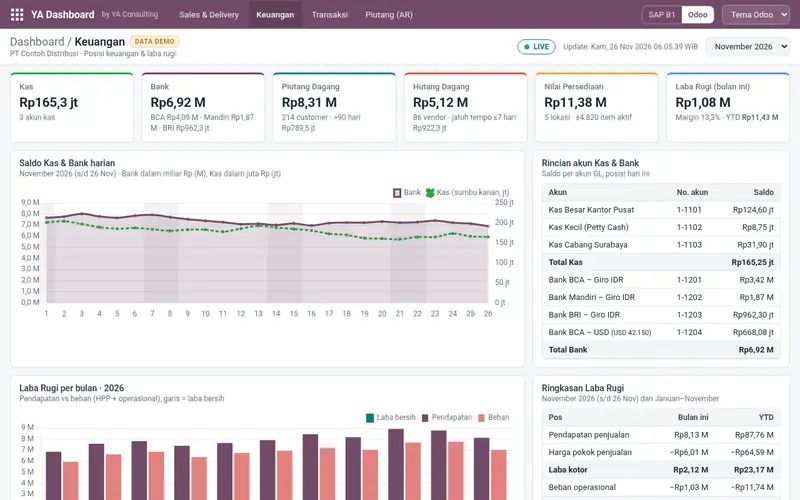 YA Dashboard by YA Consulting Sales & Delivery Keuangan Transaksi Piutang (AR) SAP B1 Odoo Tema Odoo
Dashboard / Keuangan DATA DEMO
PT Contoh Distribusi · Posisi keuangan & laba rugi
LIVE Update: Kam, 26 Nov 2026 06.05.39 WIB November 2026
Kas
Rp165,3 jt
3 akun kas
Bank
Rp6,92 M
BCA Rp4,09 M · Mandiri Rp1,87
M · BRI Rp962,3 jt
Piutang Dagang
Rp8,31 M
214 customer · >90 hari
Rp789,5 jt
Hutang Dagang
Rp5,12 M
86 vendor · jatuh tempo ≤7 hari
Rp922,3 jt
Nilai Persediaan
Rp11,38 M
5 lokasi · ±4.820 item aktif
Laba Rugi (bulan ini)
Rp1,08 M
Margin 13,3% · YTD Rp11,43 M
Saldo Kas & Bank harian
November 2026 (s/d 26 Nov) · Bank dalam miliar Rp (M), Kas dalam juta Rp (jt)
Bank Kas (sumbu kanan, jt)
9,0 M
8,0 M
7,0 M
6,0 M
5,0 M
4,0 M
3,0 M
2,0 M
1,0 M
0,0 M
250 jt
200 jt
150 jt
100 jt
50 jt
0 jt
1 2 3 4 5 6 7 8 9 10 11 12 13 14 15 16 17 18 19 20 21 22 23 24 25 26
Rincian akun Kas & Bank
Saldo per akun GL, posisi hari ini
Akun No. akun Saldo
Kas Besar Kantor Pusat 1-1101 Rp124,60 jt
Kas Kecil (Petty Cash) 1-1102 Rp8,75 jt
Kas Cabang Surabaya 1-1103 Rp31,90 jt
Total Kas Rp165,25 jt
Bank BCA – Giro IDR 1-1201 Rp3,42 M
Bank Mandiri – Giro IDR 1-1202 Rp1,87 M
Bank BRI – Giro IDR 1-1203 Rp962,30 jt
Bank BCA – USD (USD 42.150) 1-1204 Rp668,08 jt
Total Bank Rp6,92 M
Laba Rugi per bulan · 2026
Pendapatan vs beban (HPP + operasional), garis = laba bersih
Laba bersih Pendapatan Beban
9 M
8 M
7 M
6 M
5 M
4 M
3 M
Ringkasan Laba Rugi
November 2026 (s/d 26 Nov) dan Januari–November
Pos Bulan ini YTD
Pendapatan penjualan Rp8,13 M Rp87,76 M
Harga pokok penjualan −Rp6,01 M −Rp64,59 M
Laba kotor Rp2,12 M Rp23,17 M
Beban operasional −Rp1,03 M −Rp11,74 M